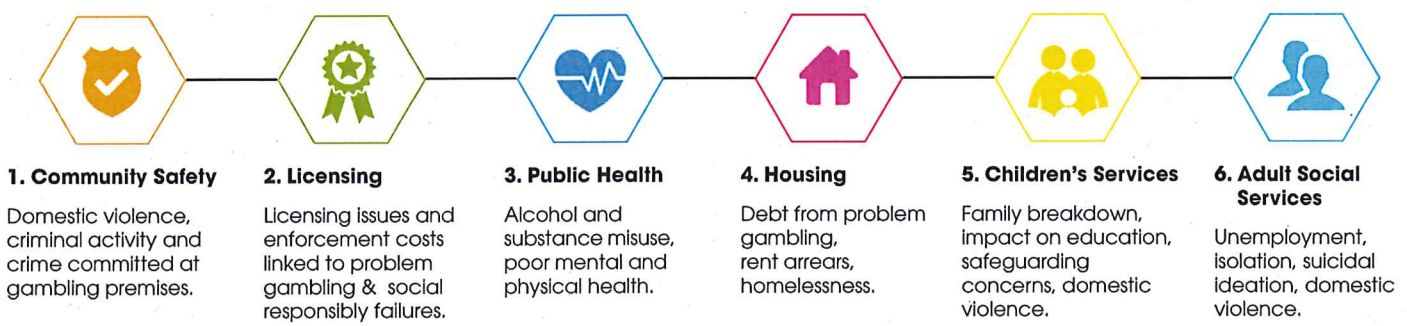 1. Community Safety
Domestic violence,
criminal activity and
crime committed at
gambling premises.
2. Licensing
Licensing issues and
enforcement costs
linked to problem
gambling & social
responsibly failures.
3. Public Health
Alcohol and
substance misuse,
poor mental and
physical health.
4. Housing
Debt from problem
gambling,
rent arrears,
homelessness.
5. Children's Services
Family breakdown,
impact on education,
safeguarding
concerns, domestic
violence.
6. Adult Social
Services
Unemployment,
isolation, suicidal
ideation, domestic
violence.